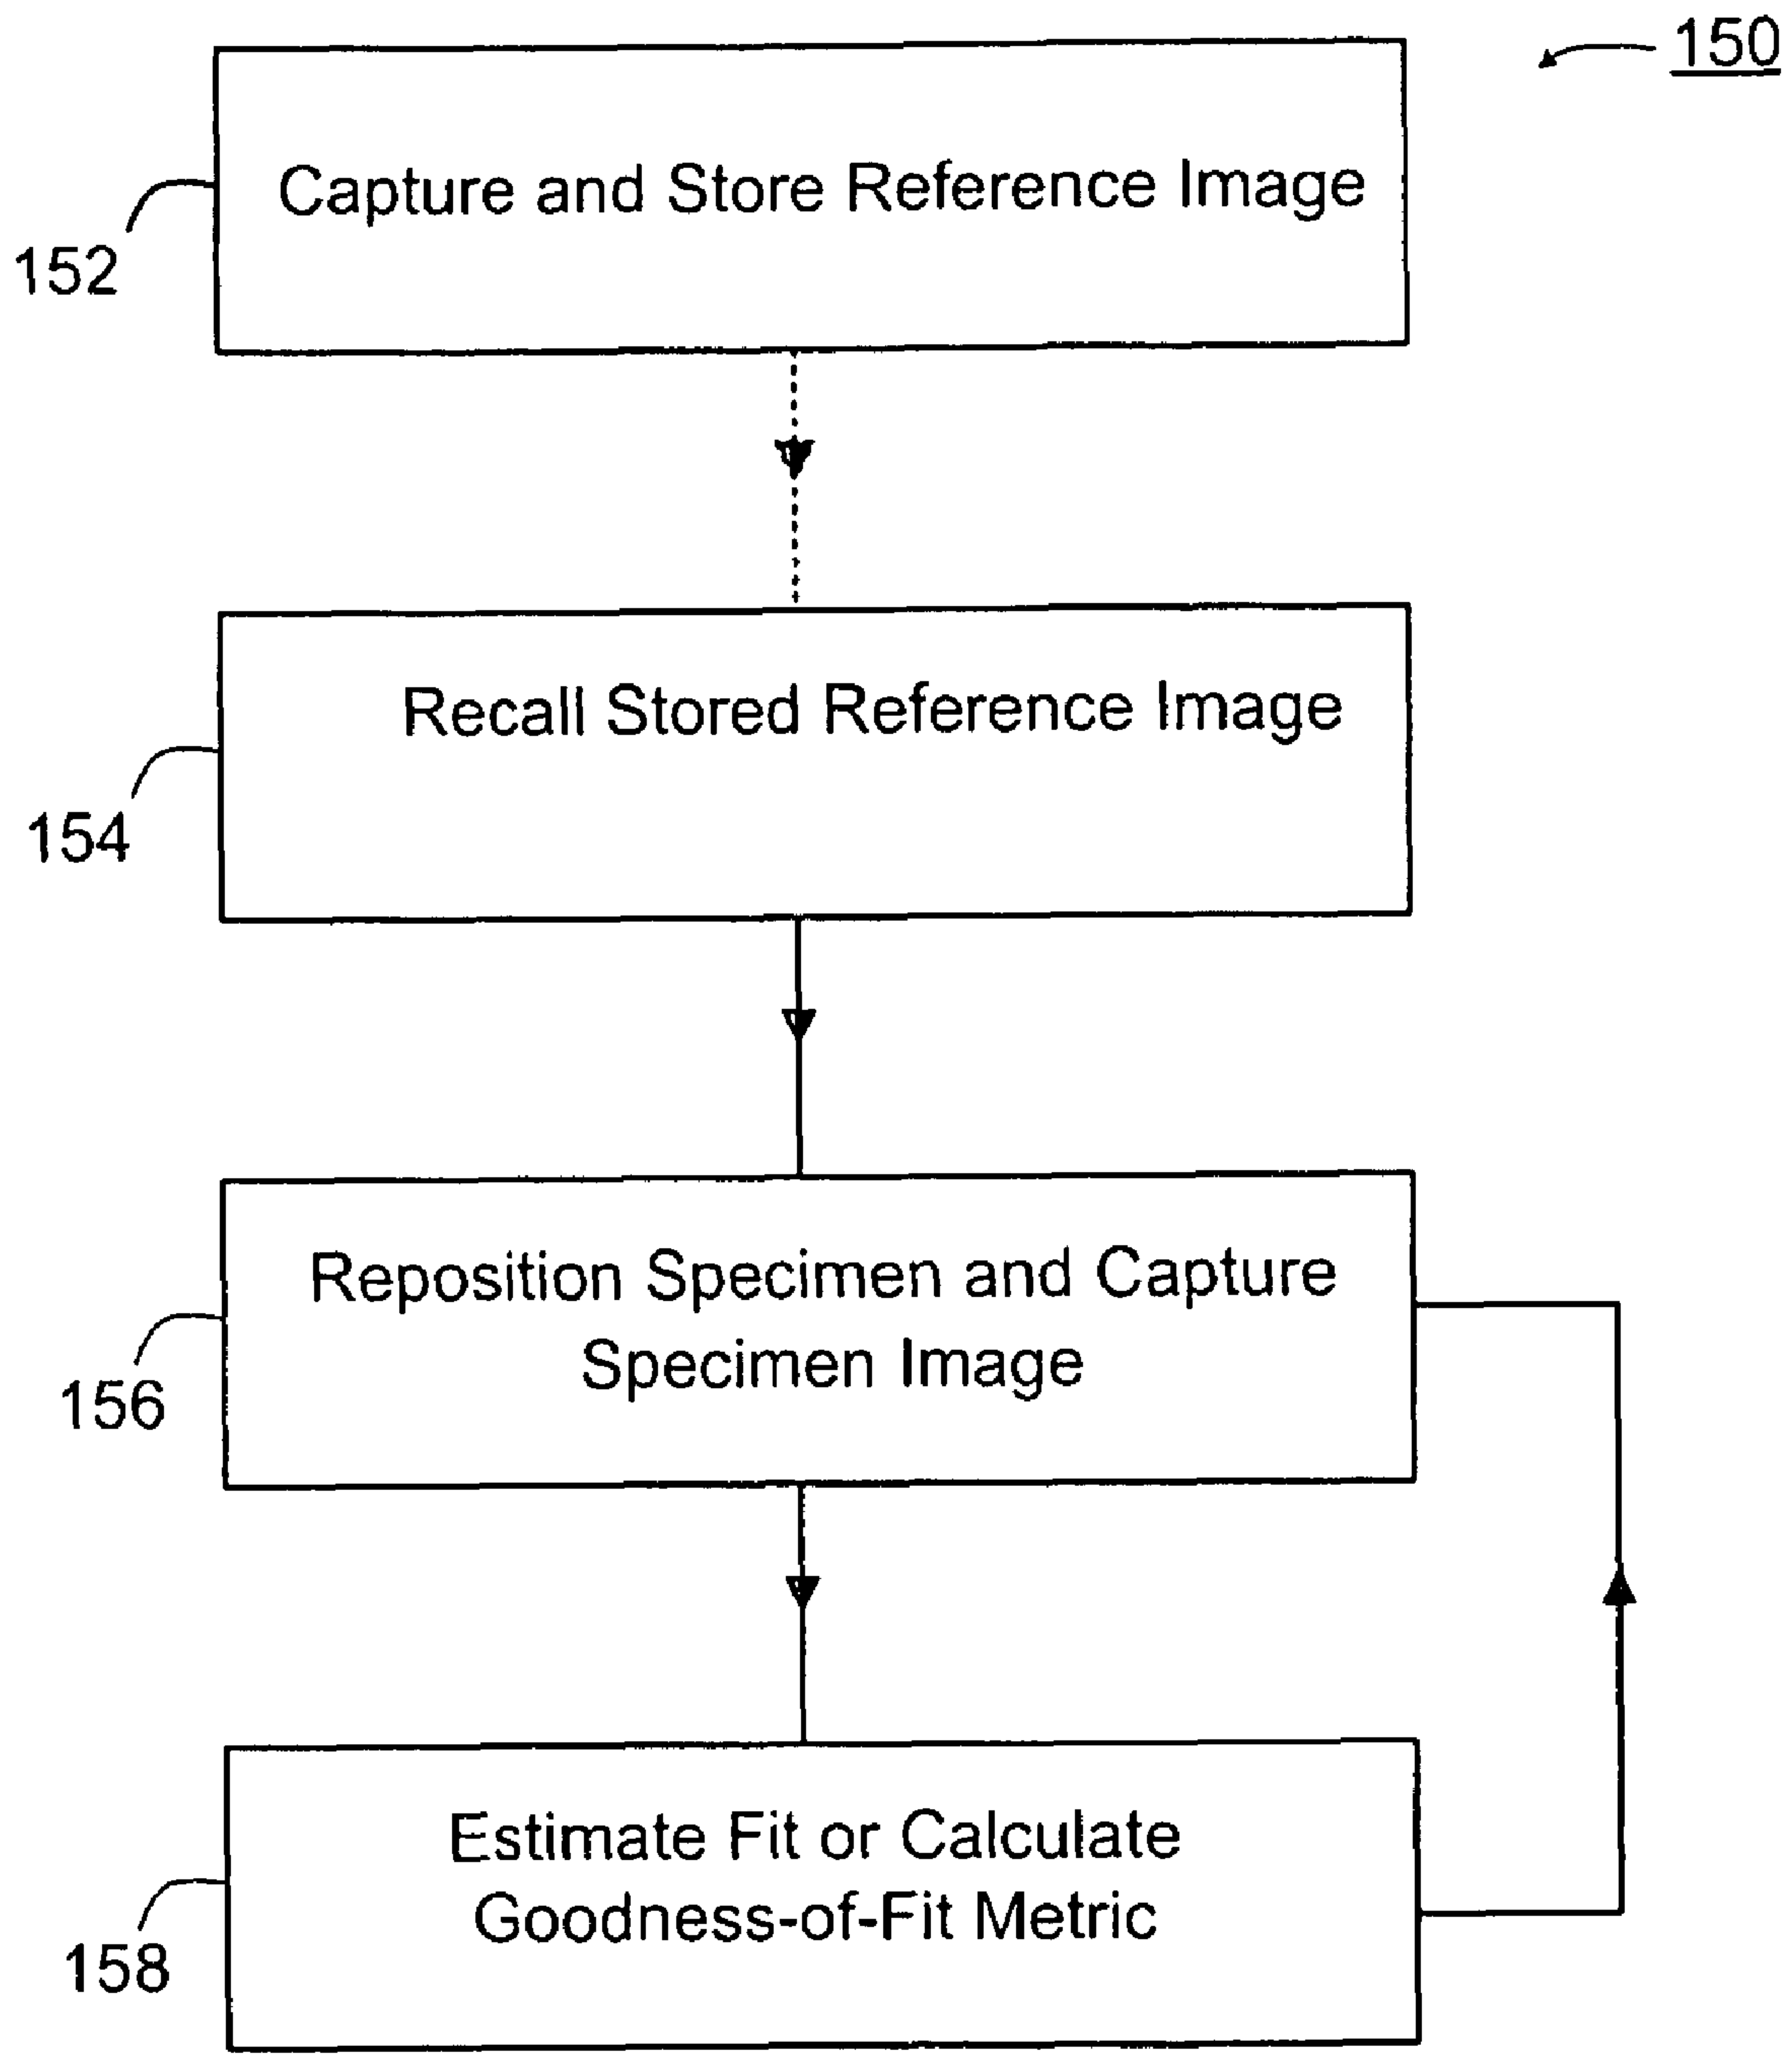 150
Capture and Store Reference Image
152
Recall Stored Reference Image
154
Reposition Specimen and Capture
Specimen Image
156
Estimate Fit or Calculate
Goodness-of-Fit Metric
158